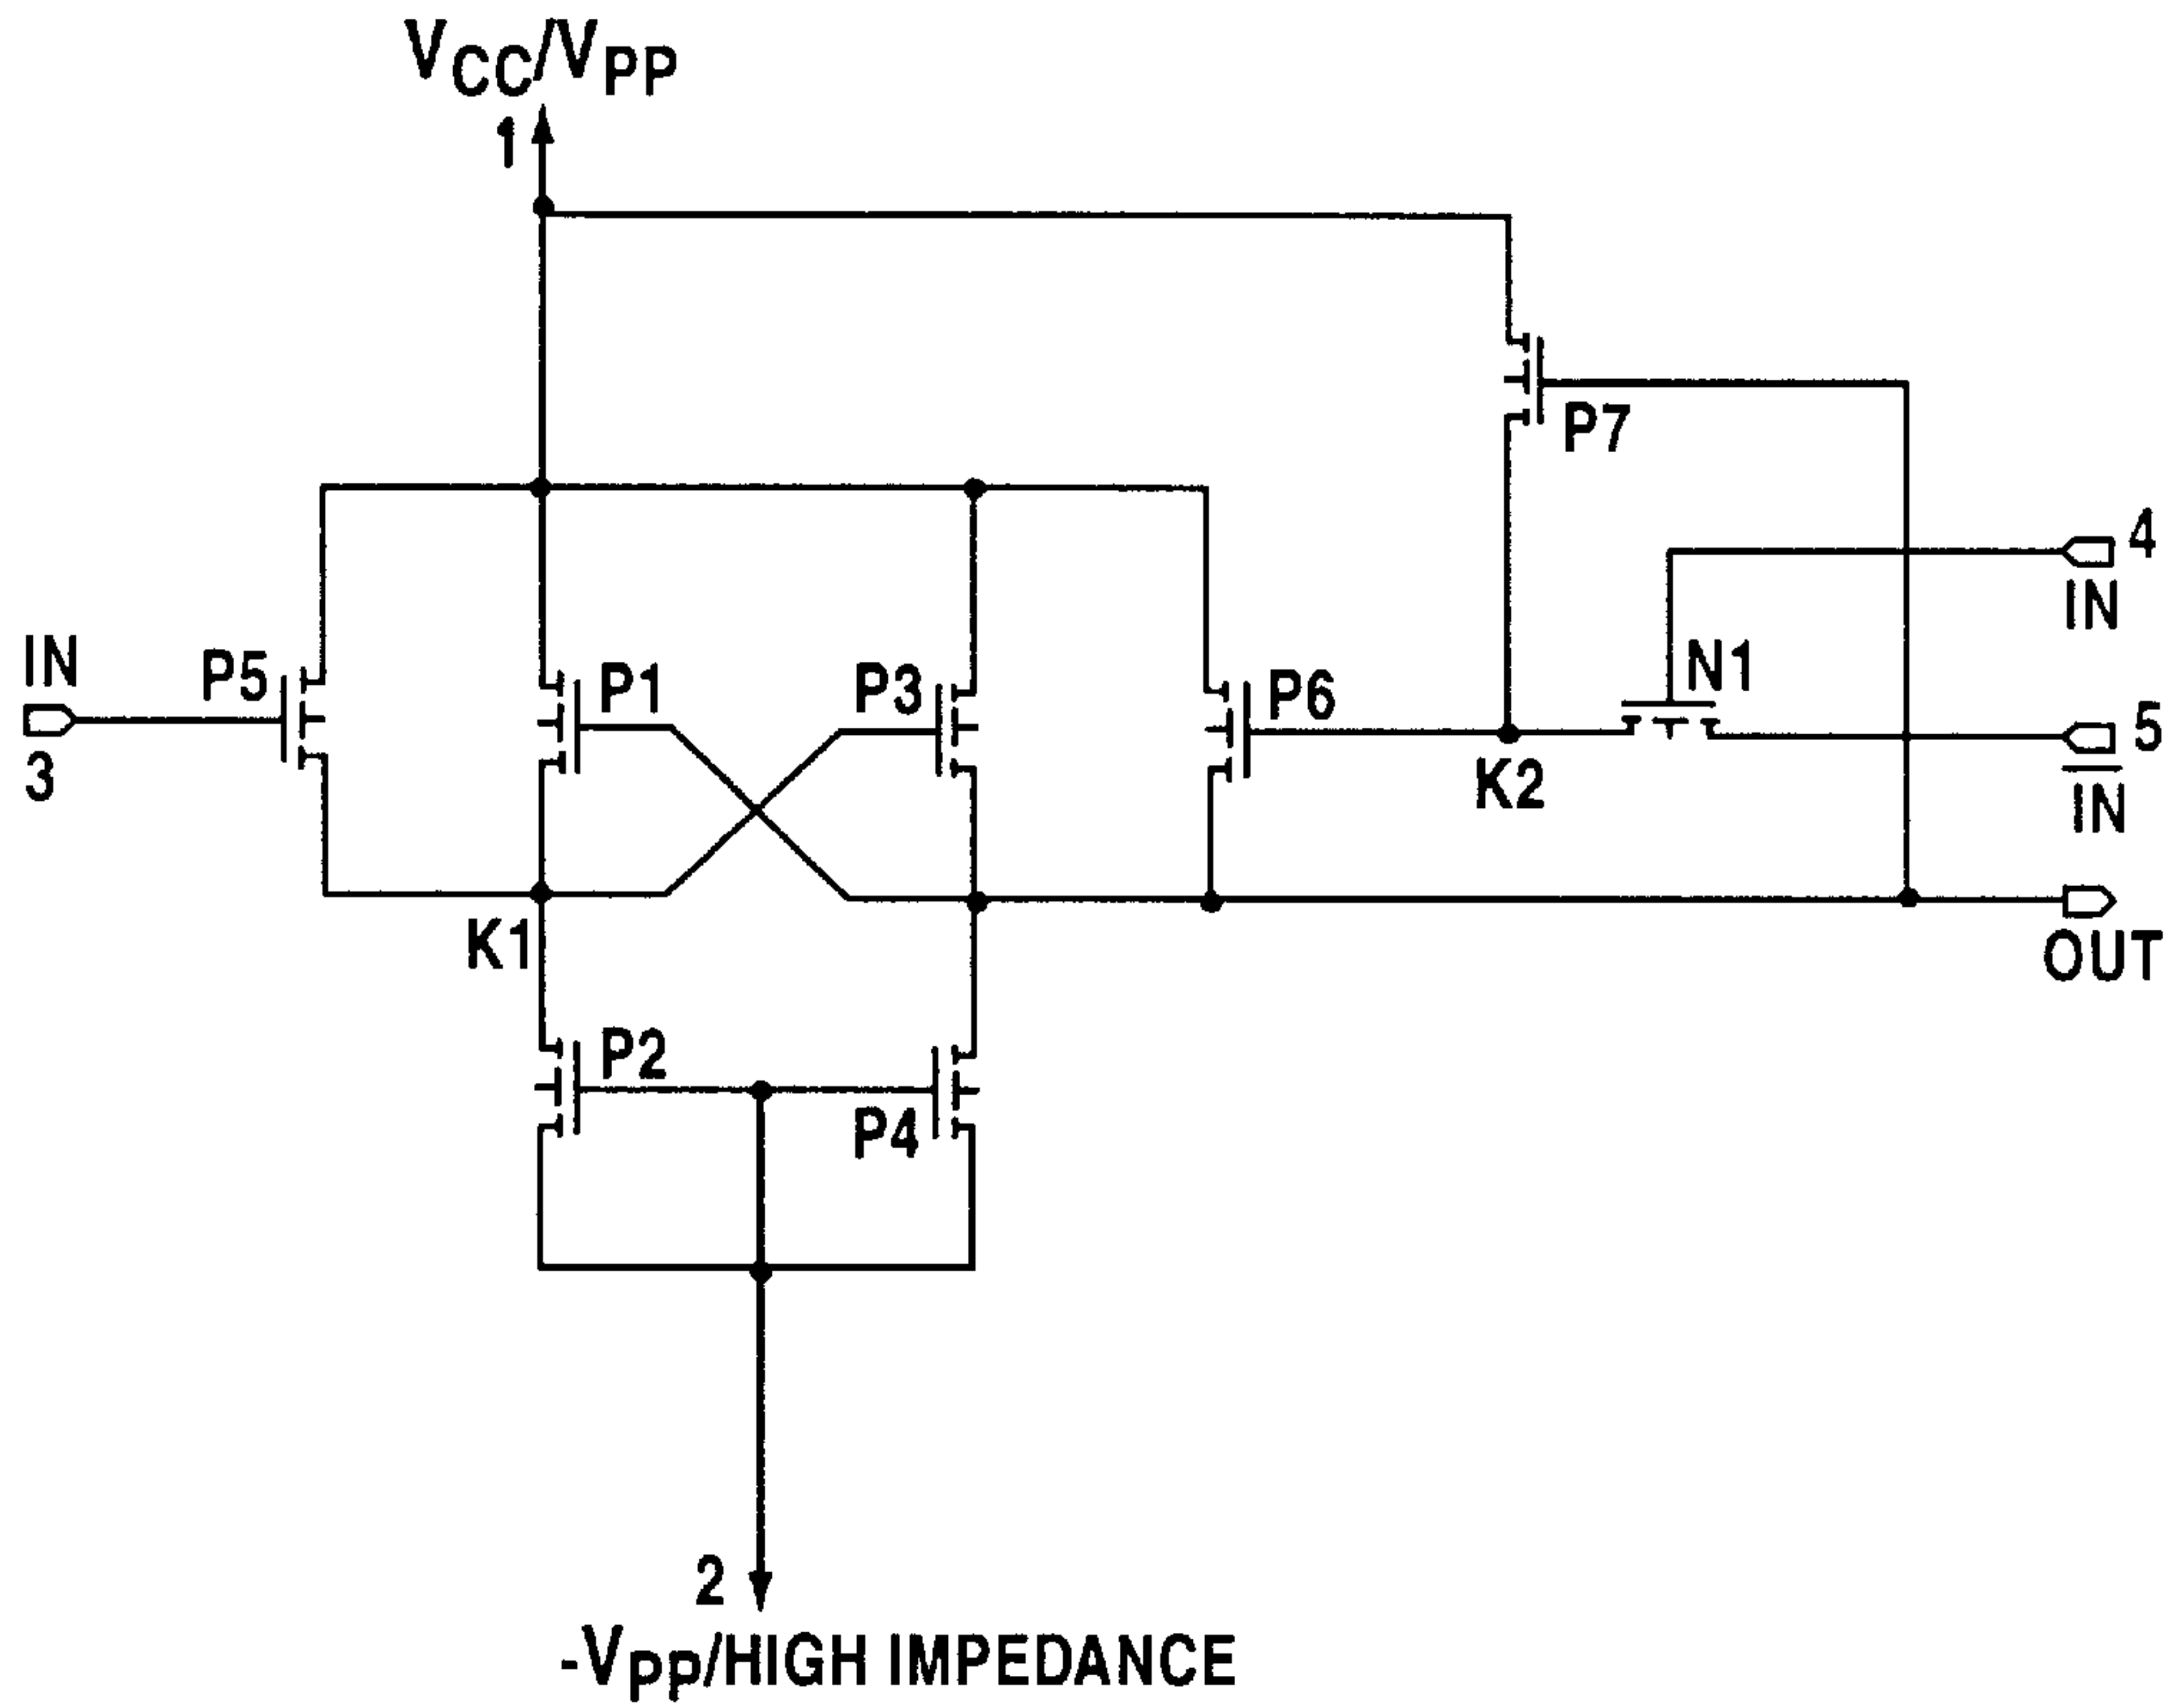 VCC/VPP
1
P7
4
IN
IN
P5
P1
P3
P6
N1
5
3
K2
IN
K1
OUT
P2
P4
2
-VPP/HIGH IMPEDANCE